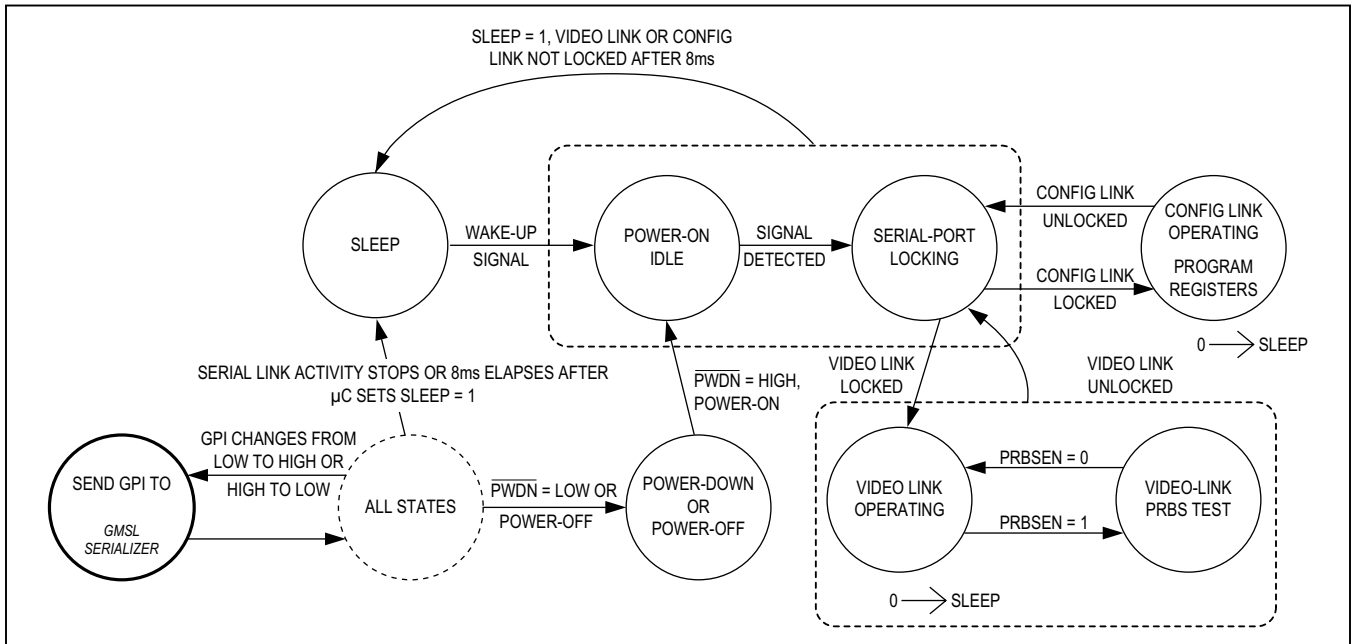 SLEEP = 1, VIDEO LINK OR CONFIG
LINK NOT LOCKED AFTER 8ms
SLEEP
WAKE-UP
SIGNAL
POWER-ON
IDLE
SIGNAL
DETECTED
SERIAL-PORT
LOCKING
CONFIG LINK
UNLOCKED
CONFIG LINK
LOCKED
CONFIG LINK
OPERATING
PROGRAM
REGISTERS
0 → SLEEP
SERIAL LINK ACTIVITY STOPS OR 8ms ELAPSES AFTER
µC SETS SLEEP = 1
PWDN = HIGH,
POWER-ON
VIDEO LINK
LOCKED
VIDEO LINK
UNLOCKED
GPI CHANGES FROM
LOW TO HIGH OR
HIGH TO LOW
SEND GPI TO
GMSL
SERIALIZER
ALL STATES
PWDN = LOW OR
POWER-OFF
POWER-DOWN
OR
POWER-OFF
VIDEO LINK
OPERATING
PRBSEN = 0
PRBSEN = 1
VIDEO-LINK
PRBS TEST
0 → SLEEP